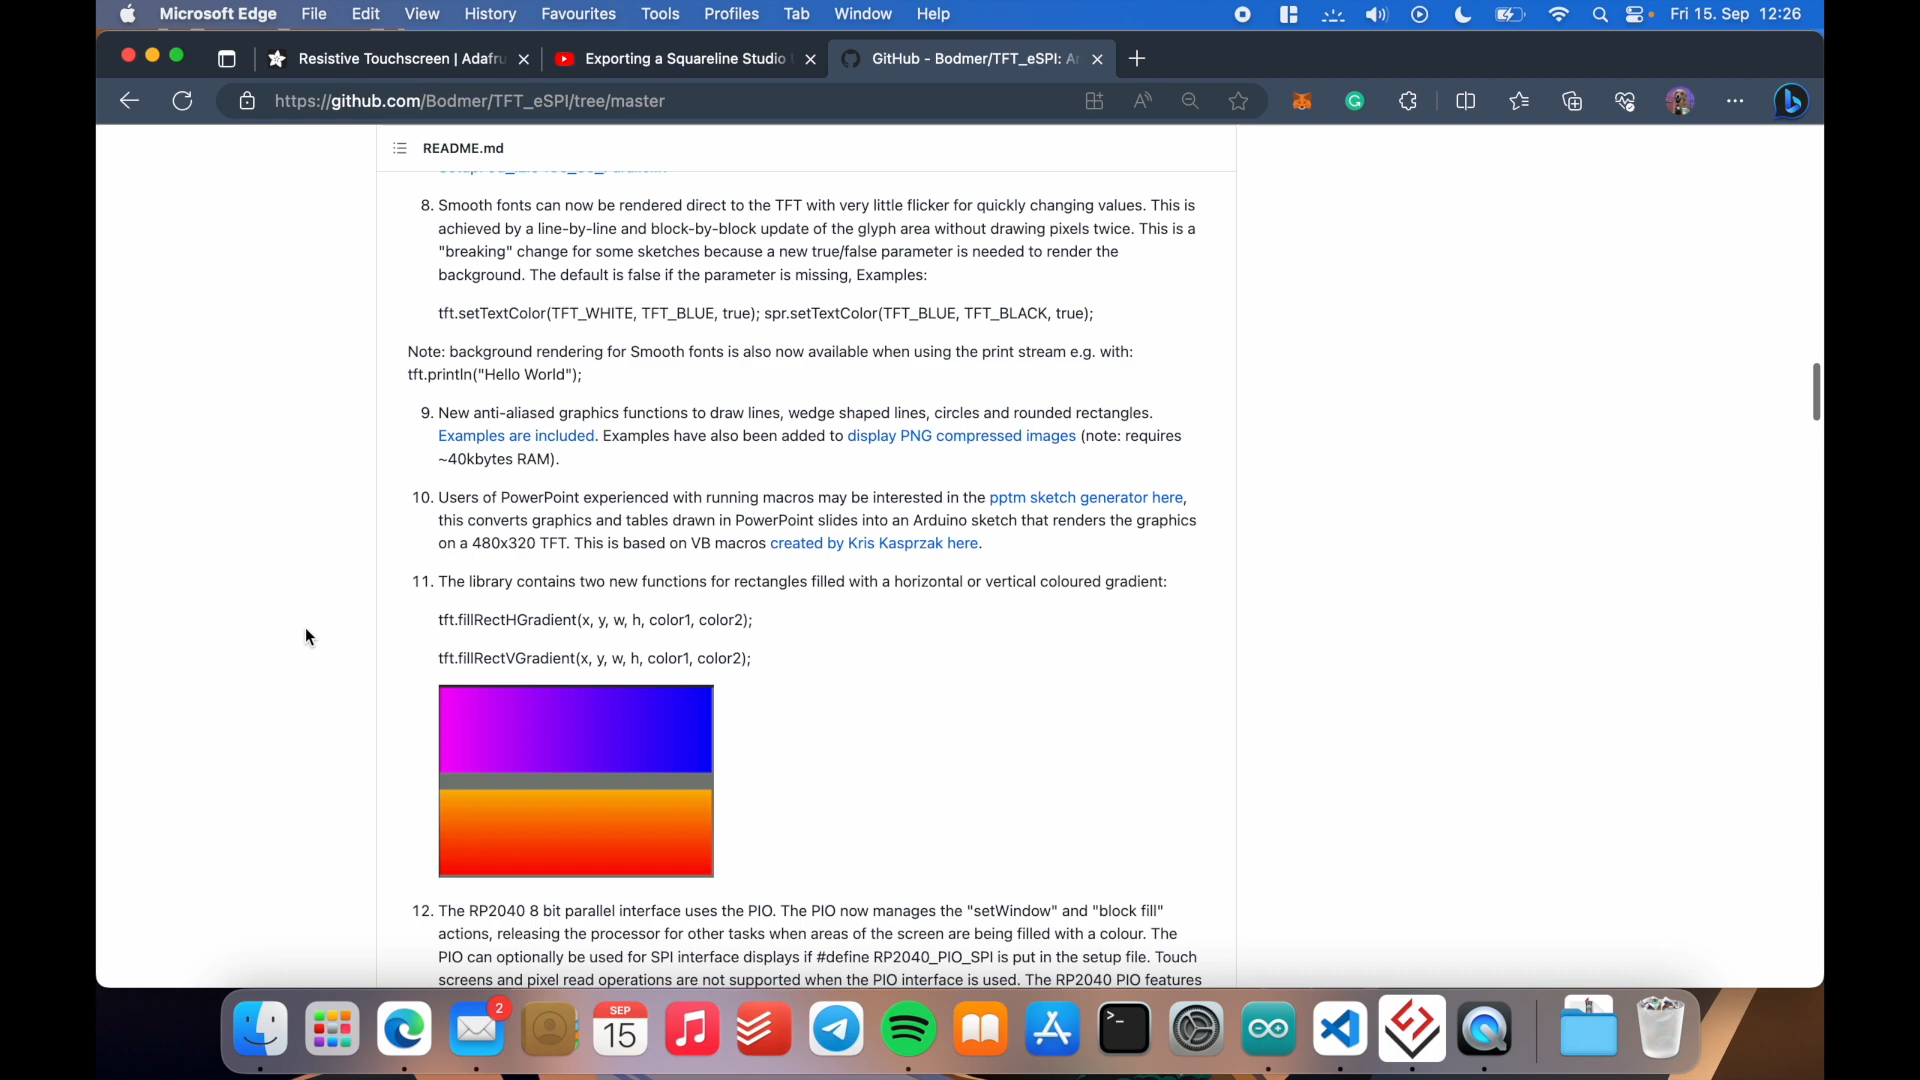 Microsoft Edge File Edit View History Favourites Tools Profiles Tab Window Help Fri 15. Sep 12:26
Resistive Touchscreen | Adafru
Exporting a Squareline Studio
GitHub - Bodmer/TFT_eSPI: Ar
https://github.com/Bodmer/TFT_eSPI/tree/master
README.md
8. Smooth fonts can now be rendered direct to the TFT with very little flicker for quickly changing values. This is
achieved by a line-by-line and block-by-block update of the glyph area without drawing pixels twice. This is a
"breaking" change for some sketches because a new true/false parameter is needed to render the
background. The default is false if the parameter is missing, Examples:
tft.setTextColor(TFT_WHITE, TFT_BLUE, true); spr.setTextColor(TFT_BLUE, TFT_BLACK, true);
Note: background rendering for Smooth fonts is also now available when using the print stream e.g. with:
tft.println("Hello World");
9. New anti-aliased graphics functions to draw lines, wedge shaped lines, circles and rounded rectangles.
Examples are included. Examples have also been added to display PNG compressed images (note: requires
~40kbytes RAM).
10. Users of PowerPoint experienced with running macros may be interested in the pptm sketch generator here,
this converts graphics and tables drawn in PowerPoint slides into an Arduino sketch that renders the graphics
on a 480x320 TFT. This is based on VB macros created by Kris Kasprzak here.
11. The library contains two new functions for rectangles filled with a horizontal or vertical coloured gradient:
tft.fillRectHGradient(x, y, w, h, color1, color2);
tft.fillRectVGradient(x, y, w, h, color1, color2);
12. The RP2040 8 bit parallel interface uses the PIO. The PIO now manages the "setWindow" and "block fill"
actions, releasing the processor for other tasks when areas of the screen are being filled with a colour. The
PIO can optionally be used for SPI interface displays if #define RP2040_PIO_SPI is put in the setup file. Touch
screens and pixel read operations are not supported when the PIO interface is used. The RP2040 PIO features
2
SEP
15